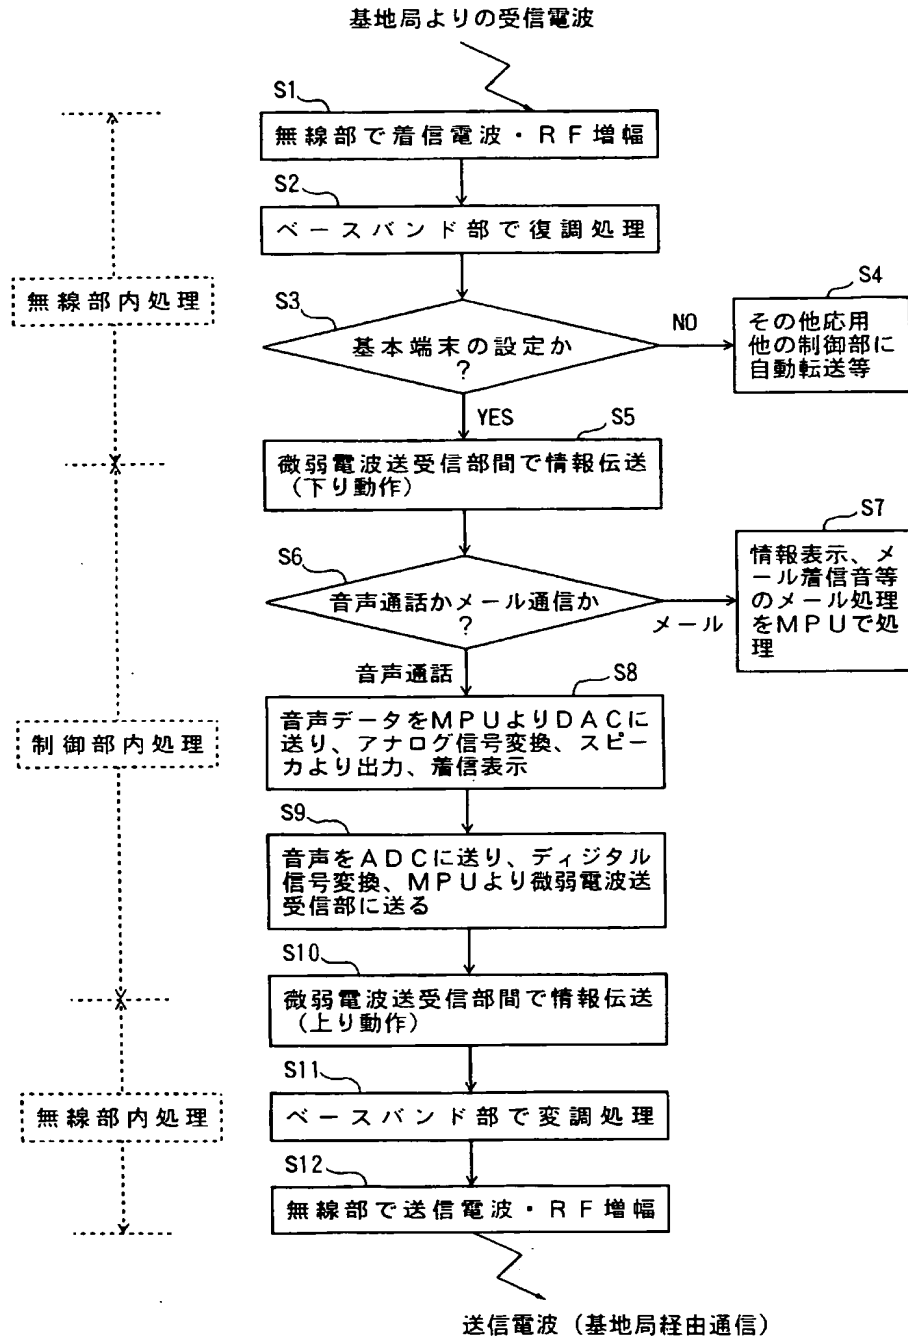 基地局よりの受信電波
S1
無線部で着信電波・RF増幅
S2
ベースバンド部で復調処理
無線部内処理
S3
基本端末の設定か
?
NO
S4
その他応用
他の制御部に
自動転送等
YES
S5
微弱電波送受信部間で情報伝送
(下り動作)
S6
音声通話かメール通信か
?
メール
S7
情報表示、メ
ール着信音等
のメール処理
をMPUで処
理
音声通話
S8
音声データをMPUよりDACに
送り、アナログ信号変換、スピー
カより出力、着信表示
制御部内処理
S9
音声をADCに送り、ディジタル
信号変換、MPUより微弱電波送
受信部に送る
S10
微弱電波送受信部間で情報伝送
(上り動作)
S11
ベースバンド部で変調処理
無線部内処理
S12
無線部で送信電波・RF増幅
送信電波(基地局経由通信)